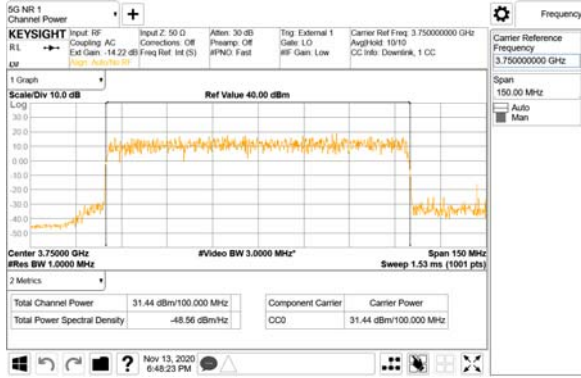 5G NR 1
Channel Power
Frequency
KEYSIGHT
Input: RF
Coupling: AC
Ext Gain: -14.22 dB
Align: Auto/No RF
Input Z: 50 Ω
Corrections: Off
Freq Ref: Int (S)
Atten: 30 dB
Preamp: Off
#PNO: Fast
Trig: External 1
Gate: LO
#IF Gain: Low
Carrier Ref Freq: 3.750000000 GHz
Avg|Hold: 10/10
CC Info: Downlink, 1 CC
RL
Carrier Reference
Frequency
3.750000000 GHz
Span
150.00 MHz
Auto
Man
1 Graph
Scale/Div 10.0 dB
Ref Value 40.00 dBm
Log
30.0
20.0
10.0
0.00
-10.0
-20.0
-30.0
-40.0
-50.0
Center 3.75000 GHz
#Video BW 3.0000 MHz*
Span 150 MHz
#Res BW 1.0000 MHz
Sweep 1.53 ms (1001 pts)
2 Metrics
Total Channel Power
31.44 dBm/100.000 MHz
Total Power Spectral Density
-48.56 dBm/Hz
Component Carrier
Carrier Power
CC0
31.44 dBm/100.000 MHz
?
Nov 13, 2020
6:48:23 PM